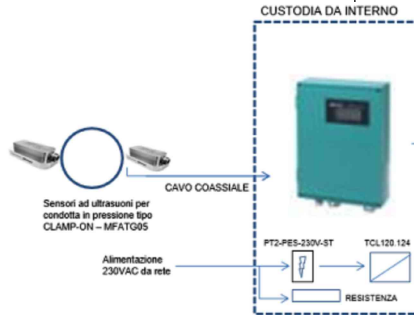 CUSTODIA DA INTERNO
CAVO COASSIALE
Sensori ad ultrasuoni per
condotta in pressione tipo
CLAMP-ON – MFATG05
Alimentazione
230VAC da rete
PT2-PES-230V-ST
TCL120.124
RESISTENZA